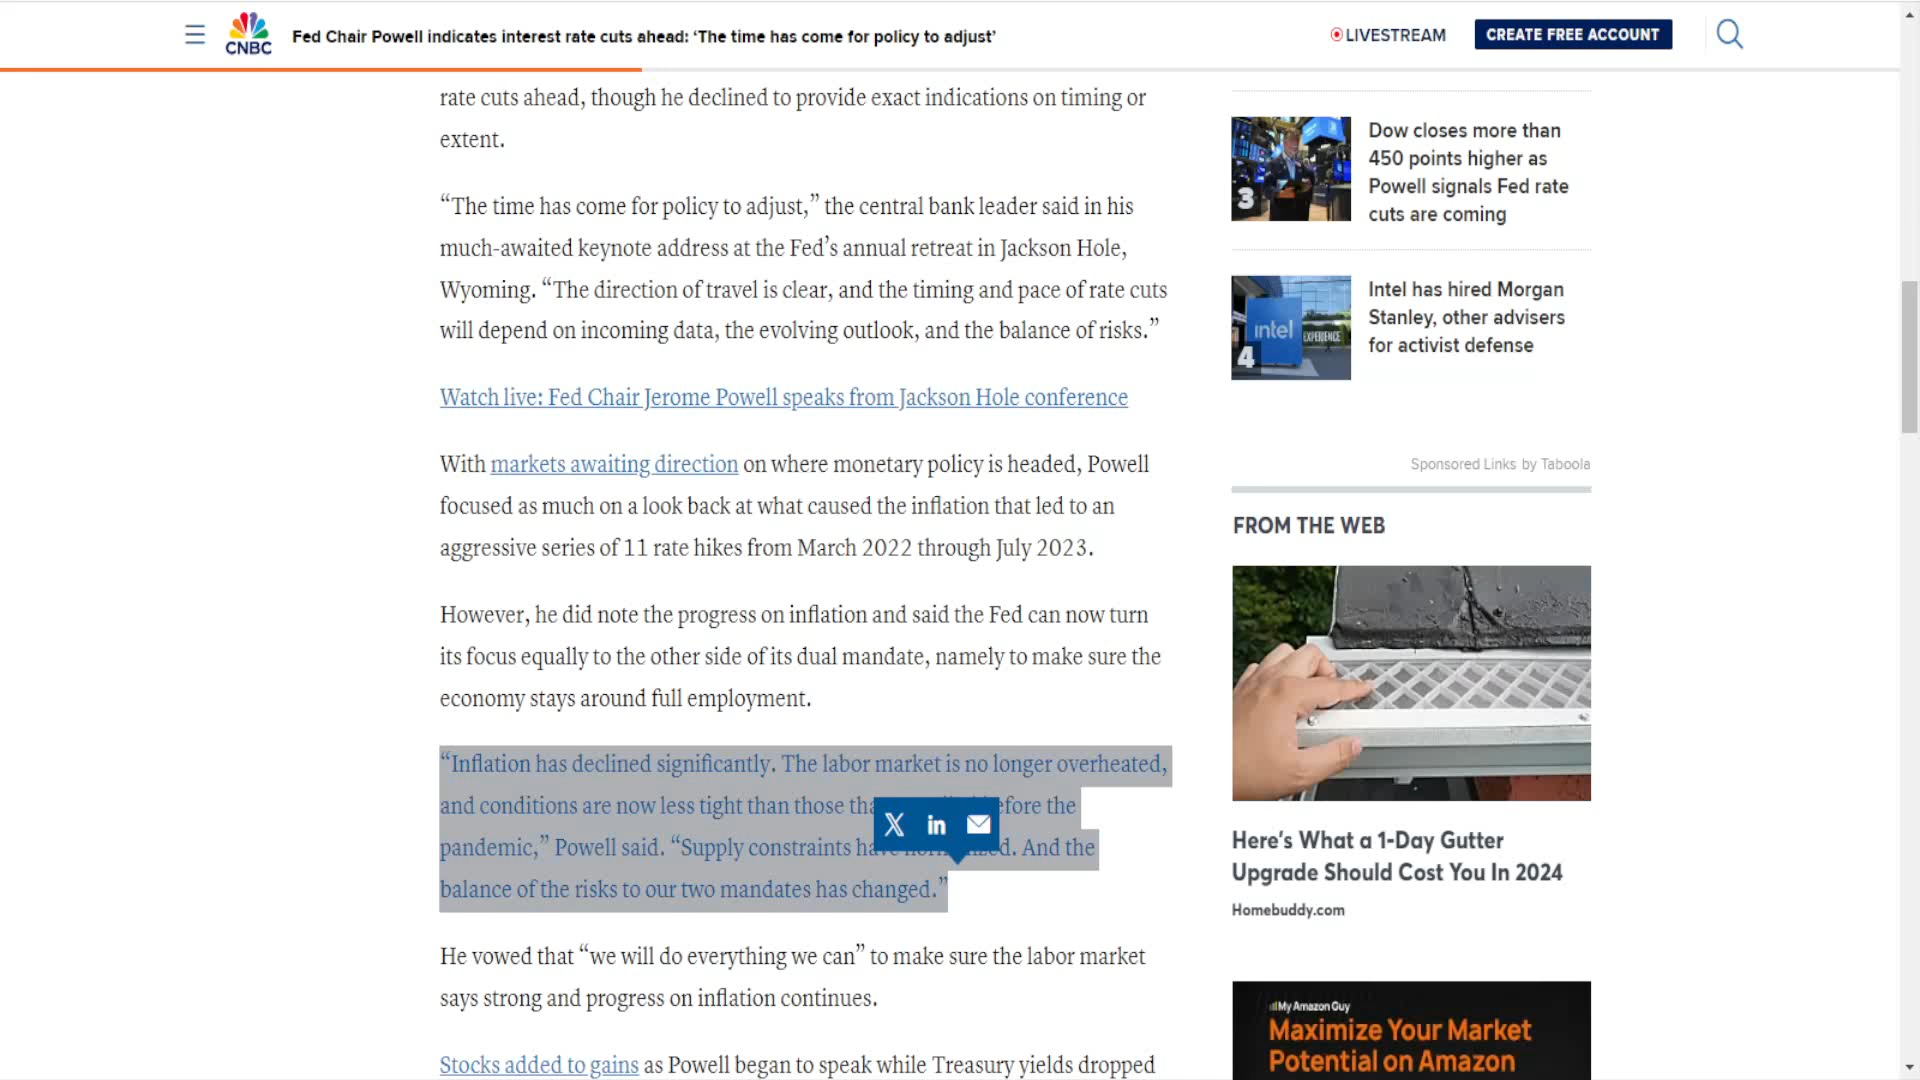 CNBC
Fed Chair Powell indicates interest rate cuts ahead: ‘The time has come for policy to adjust’
LIVESTREAM
CREATE FREE ACCOUNT
rate cuts ahead, though he declined to provide exact indications on timing or
extent.
“The time has come for policy to adjust,” the central bank leader said in his
much-awaited keynote address at the Fed’s annual retreat in Jackson Hole,
Wyoming. “The direction of travel is clear, and the timing and pace of rate cuts
will depend on incoming data, the evolving outlook, and the balance of risks.”
Watch live: Fed Chair Jerome Powell speaks from Jackson Hole conference
With markets awaiting direction on where monetary policy is headed, Powell
focused as much on a look back at what caused the inflation that led to an
aggressive series of 11 rate hikes from March 2022 through July 2023.
However, he did note the progress on inflation and said the Fed can now turn
its focus equally to the other side of its dual mandate, namely to make sure the
economy stays around full employment.
“Inflation has declined significantly. The labor market is no longer overheated,
and conditions are now less tight than those the
pandemic,” Powell said. “Supply constraints And the
balance of the risks to our two mandates has changed.”
He vowed that “we will do everything we can” to make sure the labor market
says strong and progress on inflation continues.
Stocks added to gains as Powell began to speak while Treasury yields dropped
3
Dow closes more than
450 points higher as
Powell signals Fed rate
cuts are coming
intel
EXPERIENCE
4
Intel has hired Morgan
Stanley, other advisers
for activist defense
Sponsored Links by Taboola
FROM THE WEB
Here’s What a 1-Day Gutter
Upgrade Should Cost You In 2024
Homebuddy.com
My Amazon Guy
Maximize Your Market
Potential on Amazon
X in